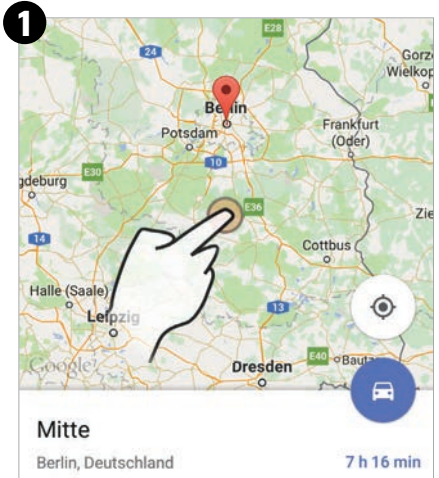 1
24
E28
Gorz
Wielkop
Berlin
Potsdam
Frankfurt
(Oder)
10
gdeburg
E30
E36
Zie
14
Cottbus
Halle (Saale)
13
Leipzig
Google
Dresden
E40
Bautz
Mitte
Berlin, Deutschland
7 h 16 min